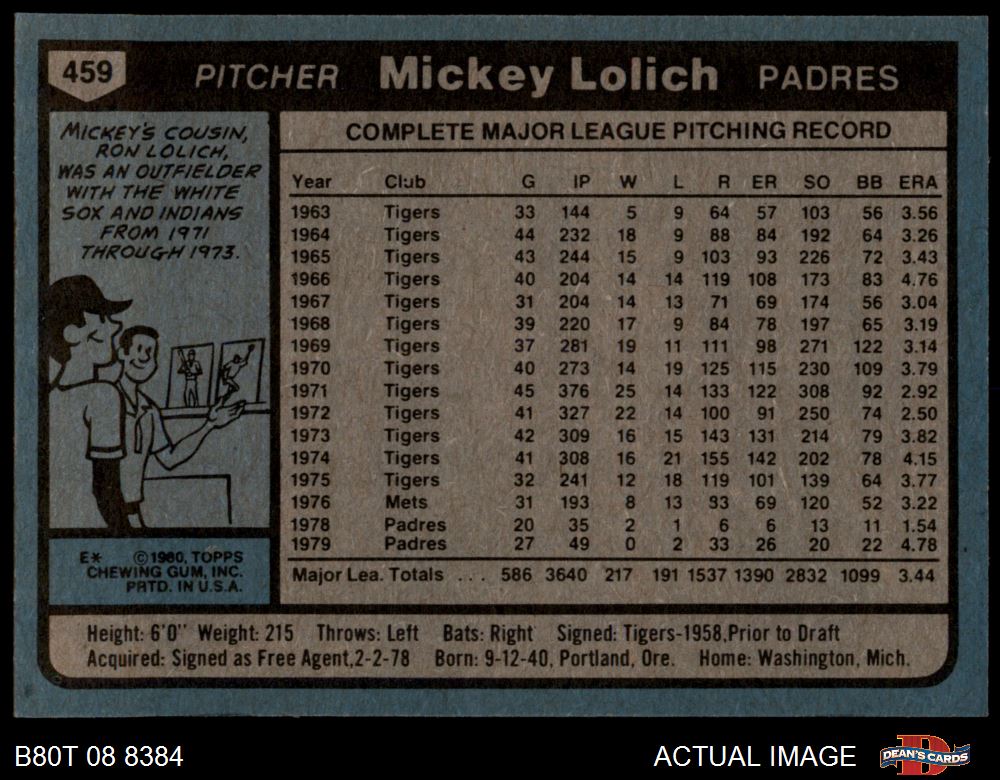 459 PITCHER Mickey Lolich PADRES
MICKEY'S COUSIN,
RON LOLICH,
WAS AN OUTFIELDER
WITH THE WHITE
SOX AND INDIANS
FROM 1971
THROUGH 1973.
E* ©1980, TOPPS
CHEWING GUM, INC.
PRTD. IN U.S.A.
COMPLETE MAJOR LEAGUE PITCHING RECORD
Year Club G IP W L R ER SO BB ERA
1963 Tigers 33 144 5 9 64 57 103 56 3.56
1964 Tigers 44 232 18 9 88 84 192 64 3.26
1965 Tigers 43 244 15 9 103 93 226 72 3.43
1966 Tigers 40 204 14 14 119 108 173 83 4.76
1967 Tigers 31 204 14 13 71 69 174 56 3.04
1968 Tigers 39 220 17 9 84 78 197 65 3.19
1969 Tigers 37 281 19 11 111 98 271 122 3.14
1970 Tigers 40 273 14 19 125 115 230 109 3.79
1971 Tigers 45 376 25 14 133 122 308 92 2.92
1972 Tigers 41 327 22 14 100 91 250 74 2.50
1973 Tigers 42 309 16 15 143 131 214 79 3.82
1974 Tigers 41 308 16 21 155 142 202 78 4.15
1975 Tigers 32 241 12 18 119 101 139 64 3.77
1976 Mets 31 193 8 13 83 69 120 52 3.22
1978 Padres 20 35 2 1 6 6 13 11 1.54
1979 Padres 27 49 0 2 33 26 20 22 4.78
Major Lea. Totals . . . 586 3640 217 191 1537 1390 2832 1099 3.44
Height: 6'0" Weight: 215 Throws: Left Bats: Right Signed: Tigers-1958,Prior to Draft
Acquired: Signed as Free Agent,2-2-78 Born: 9-12-40, Portland, Ore. Home: Washington, Mich.
B80T 08 8384 ACTUAL IMAGE DEAN'S CARDS